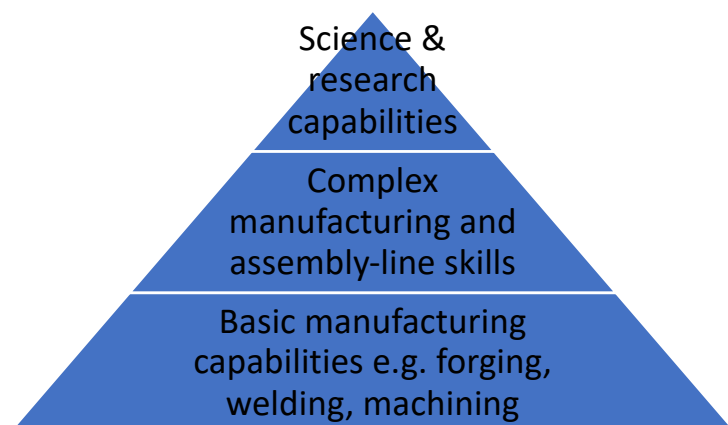 Science &
research
capabilities
Complex
manufacturing and
assembly-line skills
Basic manufacturing
capabilities e.g. forging,
welding, machining